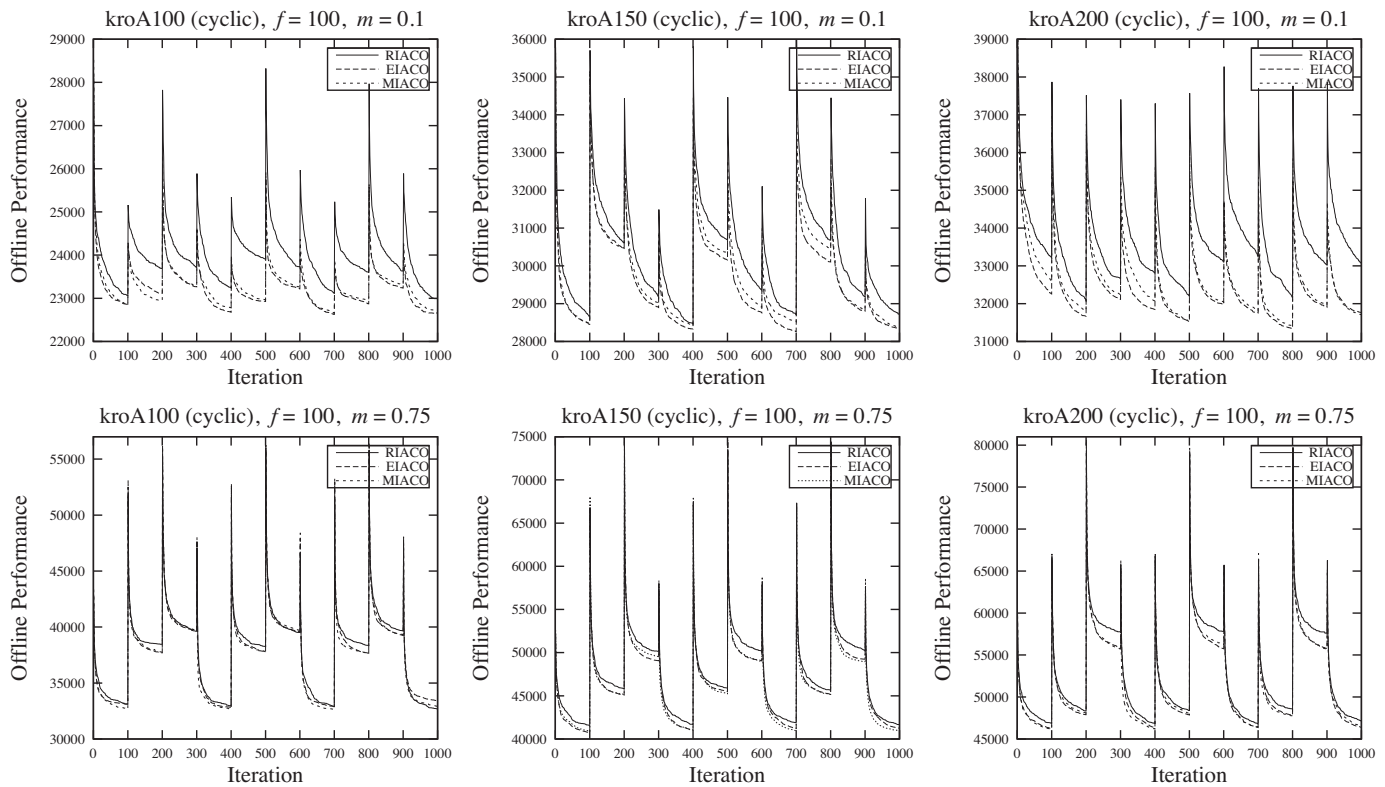 kroA100 (cyclic), f = 100, m = 0.1
29000
28000
27000
26000
25000
24000
23000
22000
Offline Performance
RIACO
EIACO
MIACO
0 100 200 300 400 500 600 700 800 900 1000
Iteration
kroA150 (cyclic), f = 100, m = 0.1
36000
35000
34000
33000
32000
31000
30000
29000
28000
Offline Performance
RIACO
EIACO
MIACO
0 100 200 300 400 500 600 700 800 900 1000
Iteration
kroA200 (cyclic), f = 100, m = 0.1
39000
38000
37000
36000
35000
34000
33000
32000
31000
Offline Performance
RIACO
EIACO
MIACO
0 100 200 300 400 500 600 700 800 900 1000
Iteration
kroA100 (cyclic), f = 100, m = 0.75
55000
50000
45000
40000
35000
30000
Offline Performance
RIACO
EIACO
MIACO
0 100 200 300 400 500 600 700 800 900 1000
Iteration
kroA150 (cyclic), f = 100, m = 0.75
75000
70000
65000
60000
55000
50000
45000
40000
Offline Performance
RIACO
EIACO
MIACO
0 100 200 300 400 500 600 700 800 900 1000
Iteration
kroA200 (cyclic), f = 100, m = 0.75
80000
75000
70000
65000
60000
55000
50000
45000
Offline Performance
RIACO
EIACO
MIACO
0 100 200 300 400 500 600 700 800 900 1000
Iteration